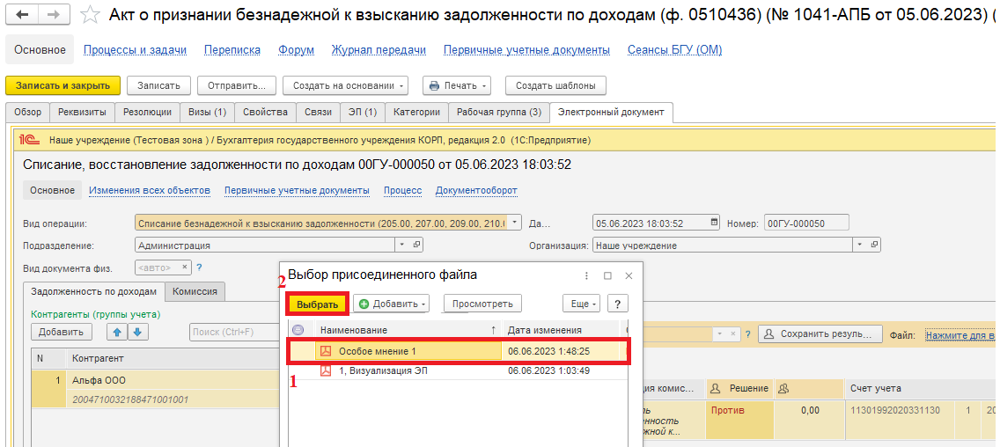 Акт о признании безнадежной к взысканию задолженности по доходам (ф. 0510436) (№ 1041-АПБ от 05.06.2023) (
Основное Процессы и задачи Переписка Форум Журнал передачи Первичные учетные документы Сеансы БГУ (ОМ)
Записать и закрыть Записать Отправить... Создать на основании Печать Создать шаблоны
Обзор Реквизиты Резолюции Визы (1) Свойства Связи ЭП (1) Категории Рабочая группа (3) Электронный документ
1С Наше учреждение (Тестовая зона ) / Бухгалтерия государственного учреждения КОРП, редакция 2.0 (1С:Предприятие)
Списание, восстановление задолженности по доходам 00ГУ-000050 от 05.06.2023 18:03:52
Основное Изменения всех объектов Первичные учетные документы Процесс Документооборот
Вид операции: Списание безнадежной к взысканию задолженности (205.00, 207.00, 209.00, 210.0 Да... 05.06.2023 18:03:52 Номер: 00ГУ-000050
Подразделение: Администрация Организация: Наше учреждение
Вид документа физ. <авто> × ?
Выбор присоединенного файла
2
Задолженность по доходам Комиссия
Выбрать Добавить Просмотреть Еще ?
Контрагенты (группы учета)
Добавить Поиск (Ctrl+F)
Наименование ↑ Дата изменения
? Сохранить резуль... Файл: Нажмите для в
N Контрагент
Особое мнение 1 06.06.2023 1:48:25
1, Визуализация ЭП 06.06.2023 1:03:49
1
1 Альфа ООО
2004710032188471001001
ия комис... Решение Счет учета
ть Против 0,00 11301992020331130 1 20
нность
жной к...